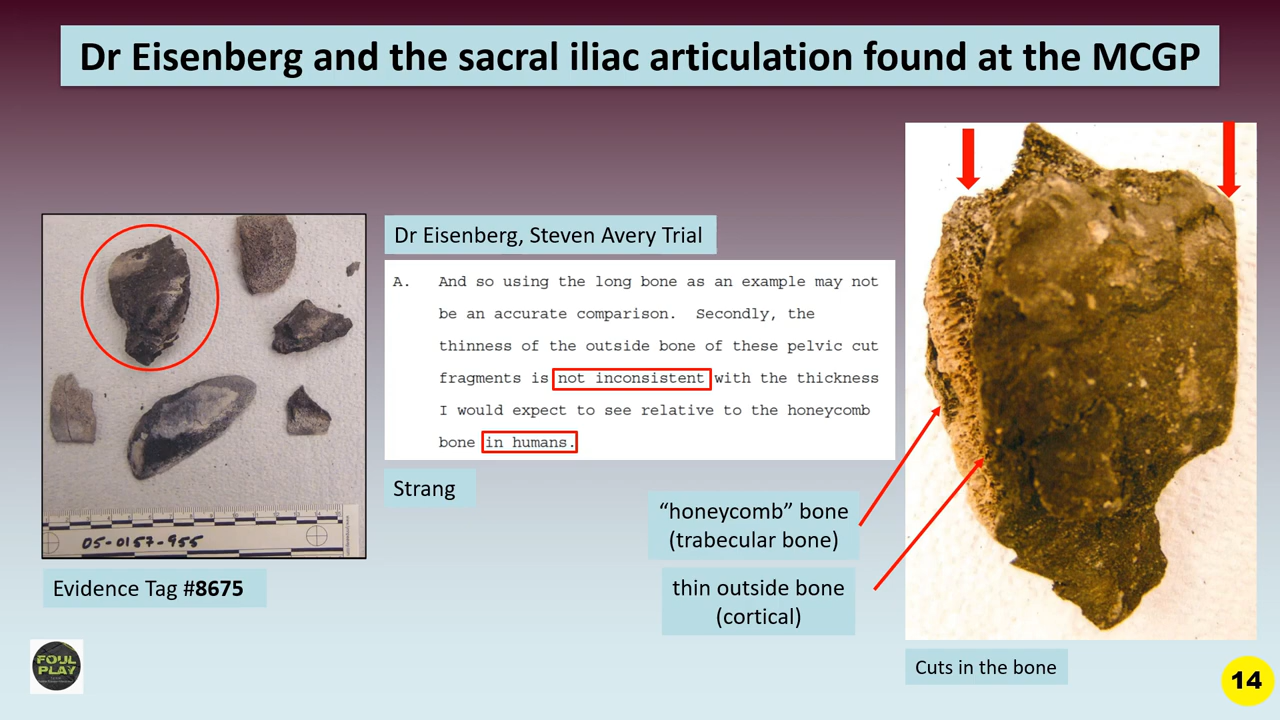 Dr Eisenberg and the sacral iliac articulation found at the MCGP
Dr Eisenberg, Steven Avery Trial
A. And so using the long bone as an example may not
be an accurate comparison. Secondly, the
thinness of the outside bone of these pelvic cut
fragments is not inconsistent with the thickness
I would expect to see relative to the honeycomb
bone in humans.
Strang
05-0157-955
Evidence Tag #8675
“honeycomb” bone
(trabecular bone)
thin outside bone
(cortical)
Cuts in the bone
FOUL
PLAY
14